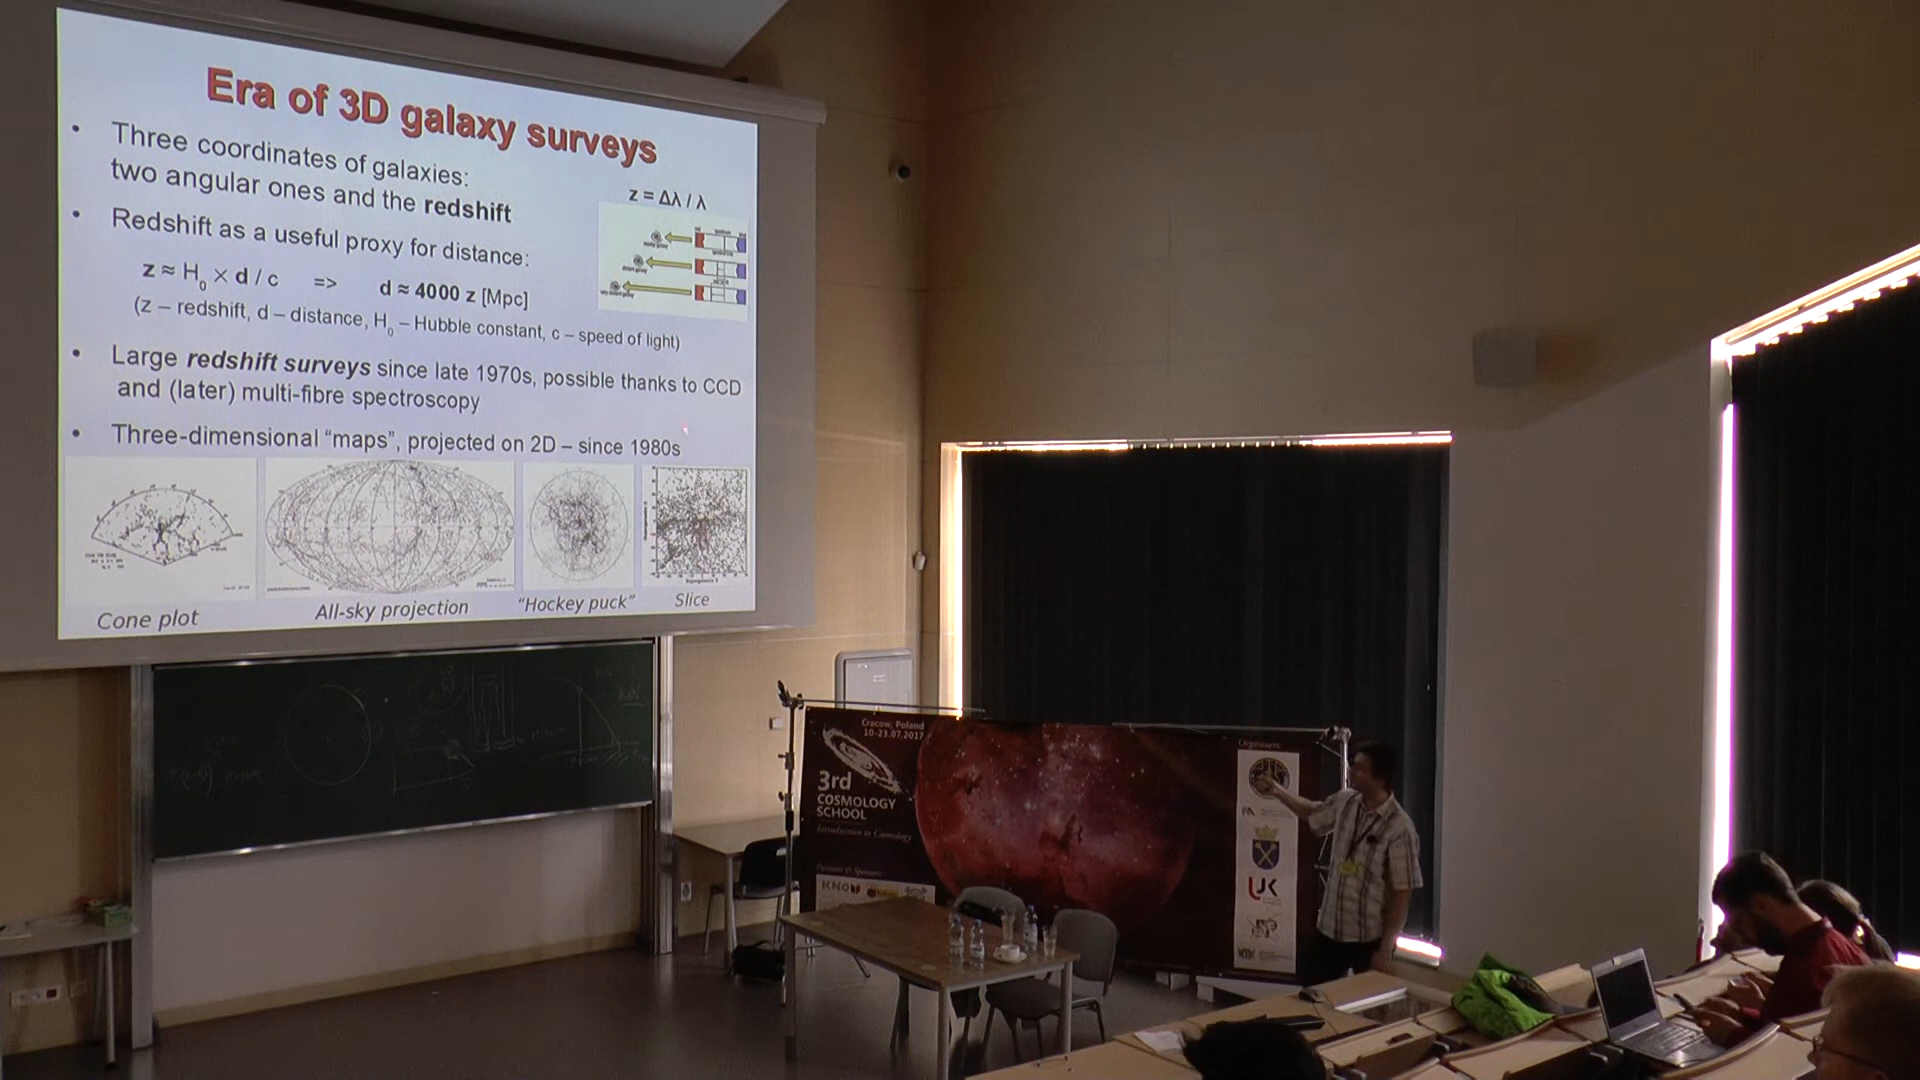 Era of 3D galaxy surveys
• Three coordinates of galaxies:
two angular ones and the redshift
z = Δλ / λ
• Redshift as a useful proxy for distance:
z ≈ H₀ × d / c => d ≈ 4000 z [Mpc]
(z – redshift, d – distance, H₀ – Hubble constant, c – speed of light)
• Large redshift surveys since late 1970s, possible thanks to CCD
and (later) multi-fibre spectroscopy
• Three-dimensional “maps”, projected on 2D – since 1980s
Cone plot
All-sky projection
“Hockey puck”
Slice
Cracow, Poland
10-23.07.2017
3rd
COSMOLOGY
SCHOOL
Introduction to Cosmology
Organisers:
UK